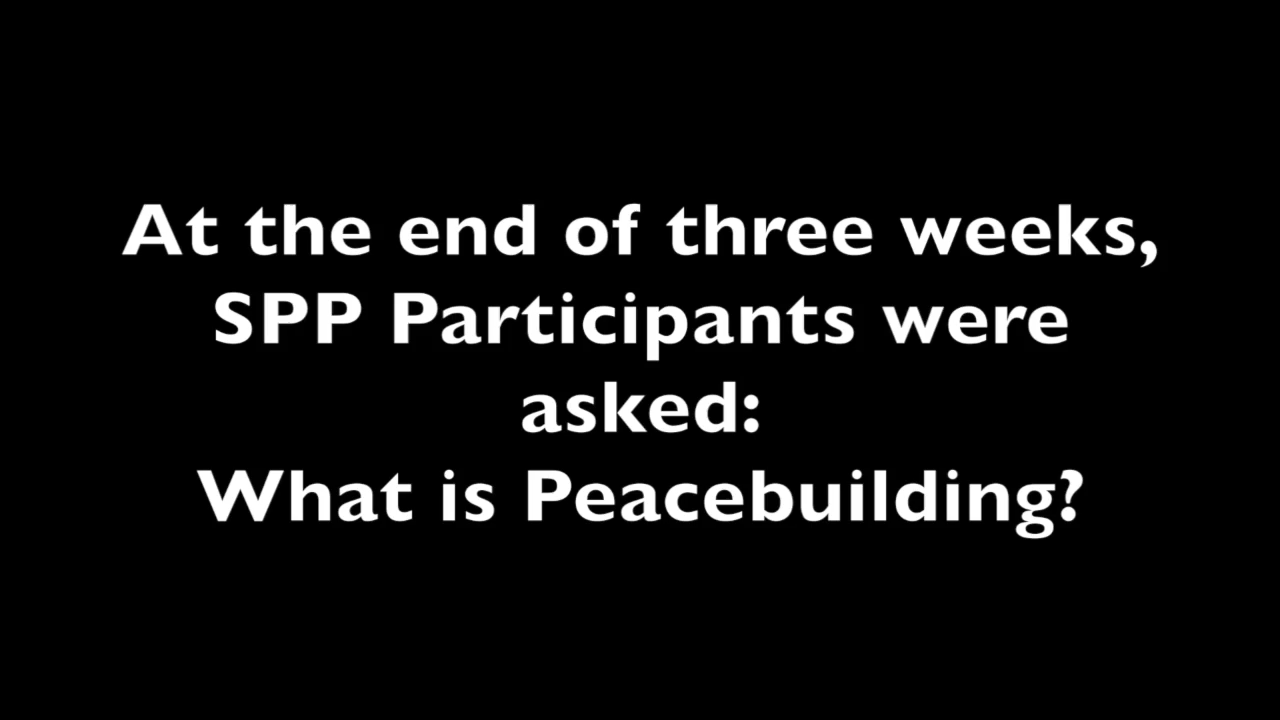 At the end of three weeks,
SPP Participants were
asked:
What is Peacebuilding?